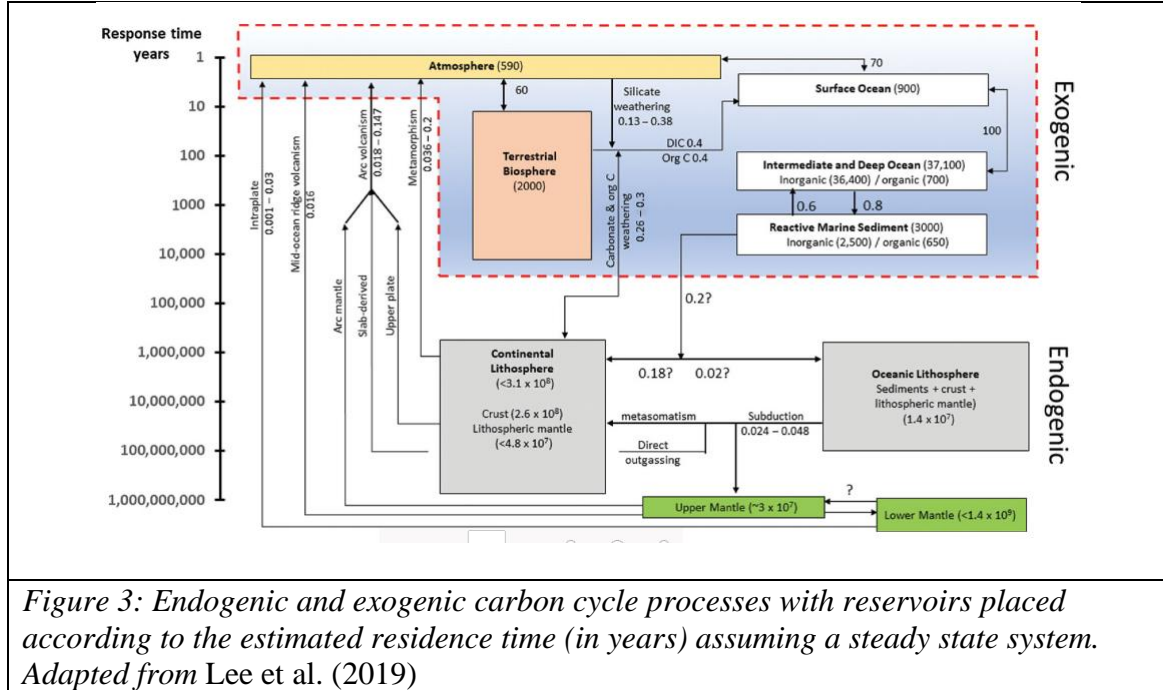 Response time
years
1
10
100
1000
10,000
100,000
1,000,000
10,000,000
100,000,000
1,000,000,000
Atmosphere (590)
70
Surface Ocean (900)
60
Silicate
weathering
0.13 – 0.38
Terrestrial
Biosphere
(2000)
DIC 0.4
Org C 0.4
100
Intermediate and Deep Ocean (37,100)
Inorganic (36,400) / organic (700)
0.6
0.8
Reactive Marine Sediment (3000)
Inorganic (2,500) / organic (650)
Exogenic
Intraplate
0.001 – 0.03
Mid-ocean ridge volcanism
0.016
Arc volcanism
0.018 – 0.147
Metamorphism
0.036 – 0.2
Carbonate & org C
weathering
0.26 – 0.3
Arc mantle
Slab-derived
Upper plate
0.2?
Continental
Lithosphere
(<3.1 x 10⁸)
Crust (2.6 x 10⁸)
Lithospheric mantle
(<4.8 x 10⁷)
0.18?
0.02?
Oceanic Lithosphere
Sediments + crust +
lithospheric mantle)
(1.4 x 10⁷)
metasomatism
Subduction
0.024 – 0.048
Direct
outgassing
Endogenic
Upper Mantle (~3 x 10⁷)
?
Lower Mantle (<1.4 x 10⁹)
Figure 3: Endogenic and exogenic carbon cycle processes with reservoirs placed
according to the estimated residence time (in years) assuming a steady state system.
Adapted from Lee et al. (2019)